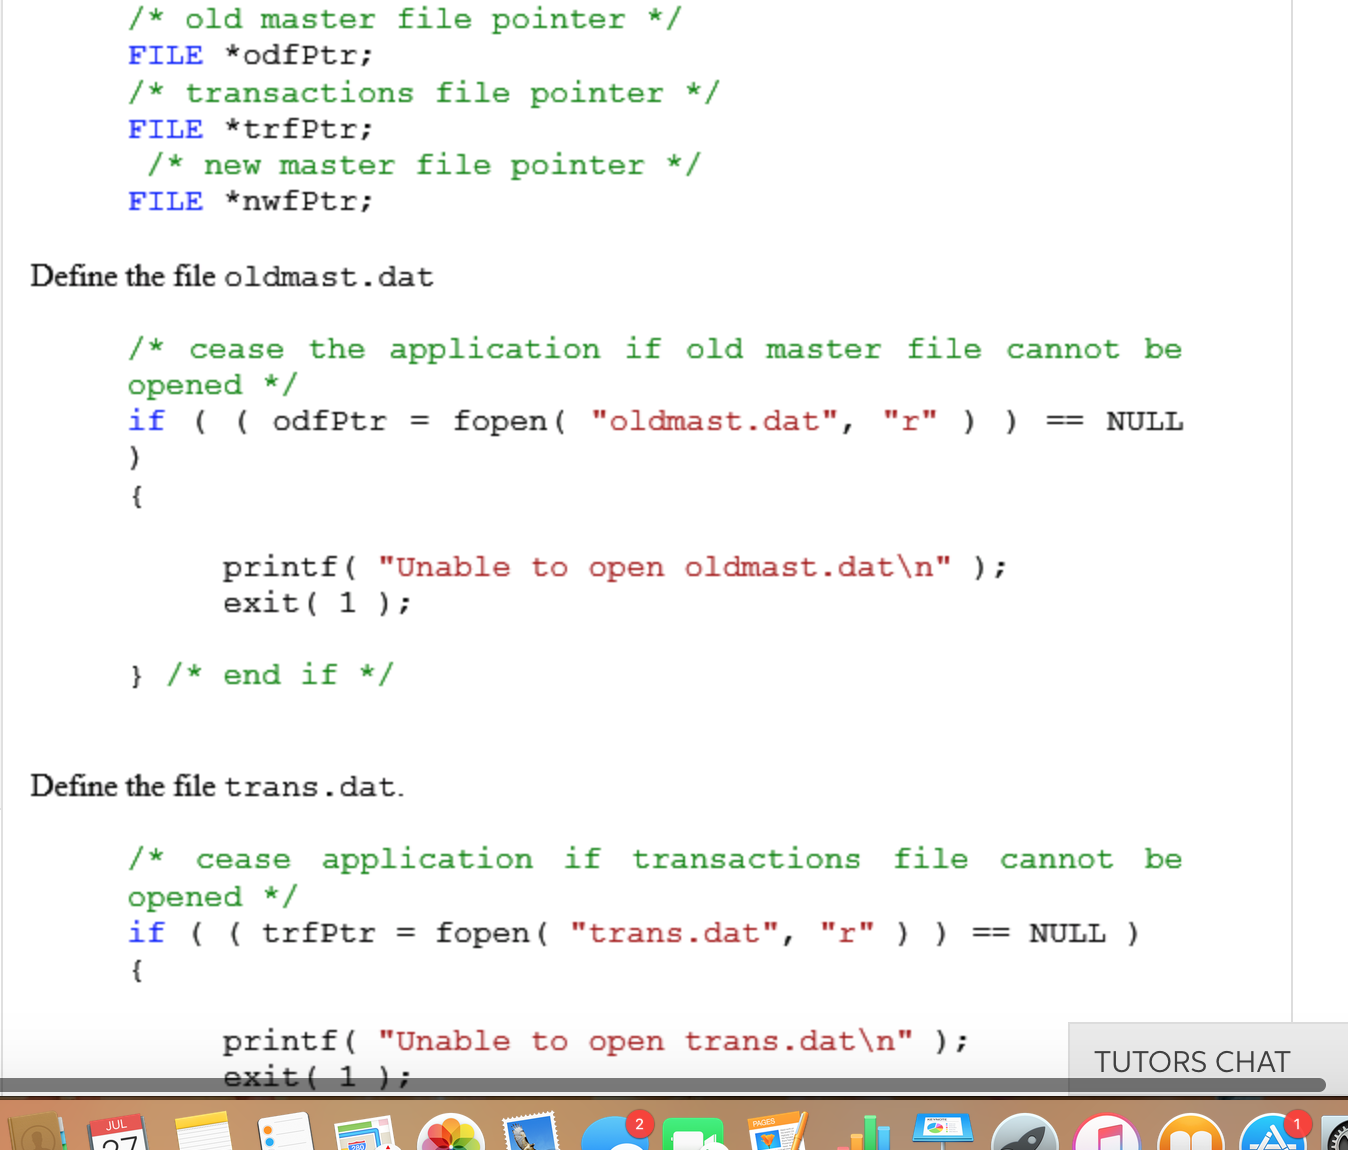 /* old master file pointer */
FILE *odfPtr;
/* transactions file pointer */
FILE *trfPtr;
/* new master file pointer */
FILE *nwfPtr;
Define the file oldmast.dat
/* cease the application if old master file cannot be
opened */
if ( ( odfPtr = fopen( "oldmast.dat", "r" ) ) == NULL
)
{
printf( "Unable to open oldmast.dat\n" );
exit( 1 );
} /* end if */
Define the file trans.dat.
/* cease application if transactions file cannot be
opened */
if ( ( trfPtr = fopen( "trans.dat", "r" ) ) == NULL )
{
printf( "Unable to open trans.dat\n" );
exit( 1 );
TUTORS CHAT
JUL
27
2
PAGES
1